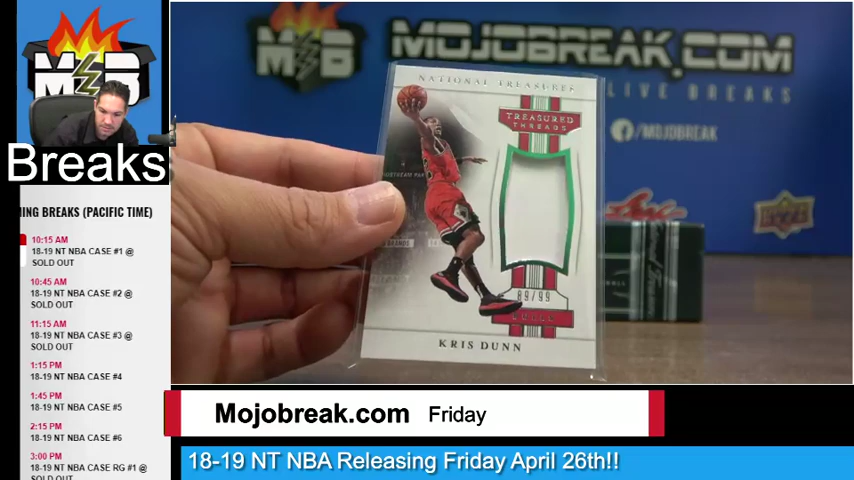 MB
Breaks
ING BREAKS (PACIFIC TIME)
10:15 AM
18-19 NT NBA CASE #1 @
SOLD OUT
10:45 AM
18-19 NT NBA CASE #2 @
SOLD OUT
11:15 AM
18-19 NT NBA CASE #3 @
SOLD OUT
1:15 PM
18-19 NT NBA CASE #4
1:45 PM
18-19 NT NBA CASE #5
2:15 PM
18-19 NT NBA CASE #6
3:00 PM
18-19 NT NBA CASE RG #1 @
SOLD OUT
MB MOJOBREAK.COM
LIVE BREAKS
/MOJOBREAK
NATIONAL TREASURES
TREASURED
THREADS
89/99
BULLS
KRIS DUNN
Mojobreak.com Friday
18-19 NT NBA Releasing Friday April 26th!!